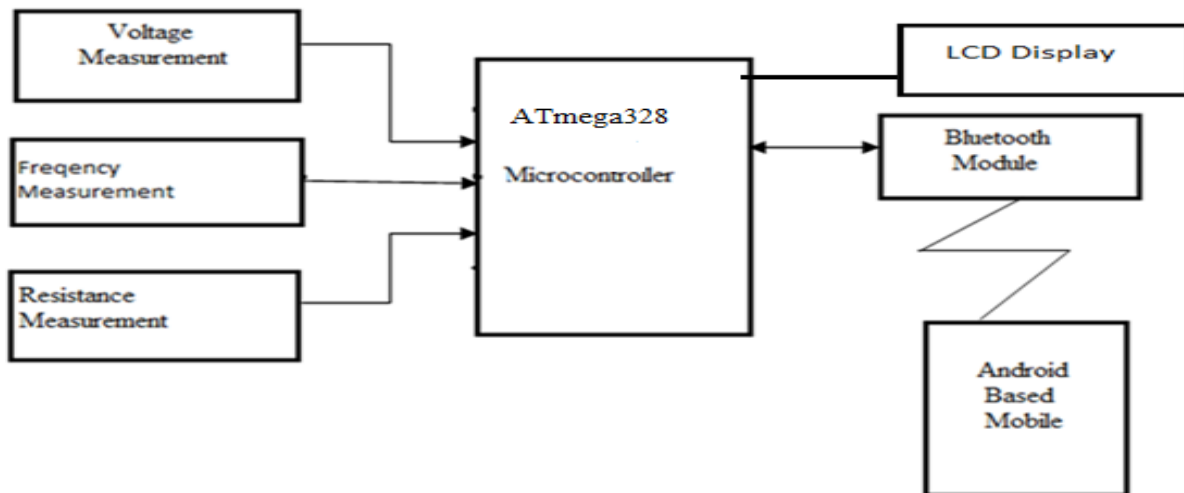 Voltage
Measurement
Freqency
Measurement
Resistance
Measurement
ATmega328
Microcontroller
LCD Display
Bluetooth
Module
Android
Based
Mobile